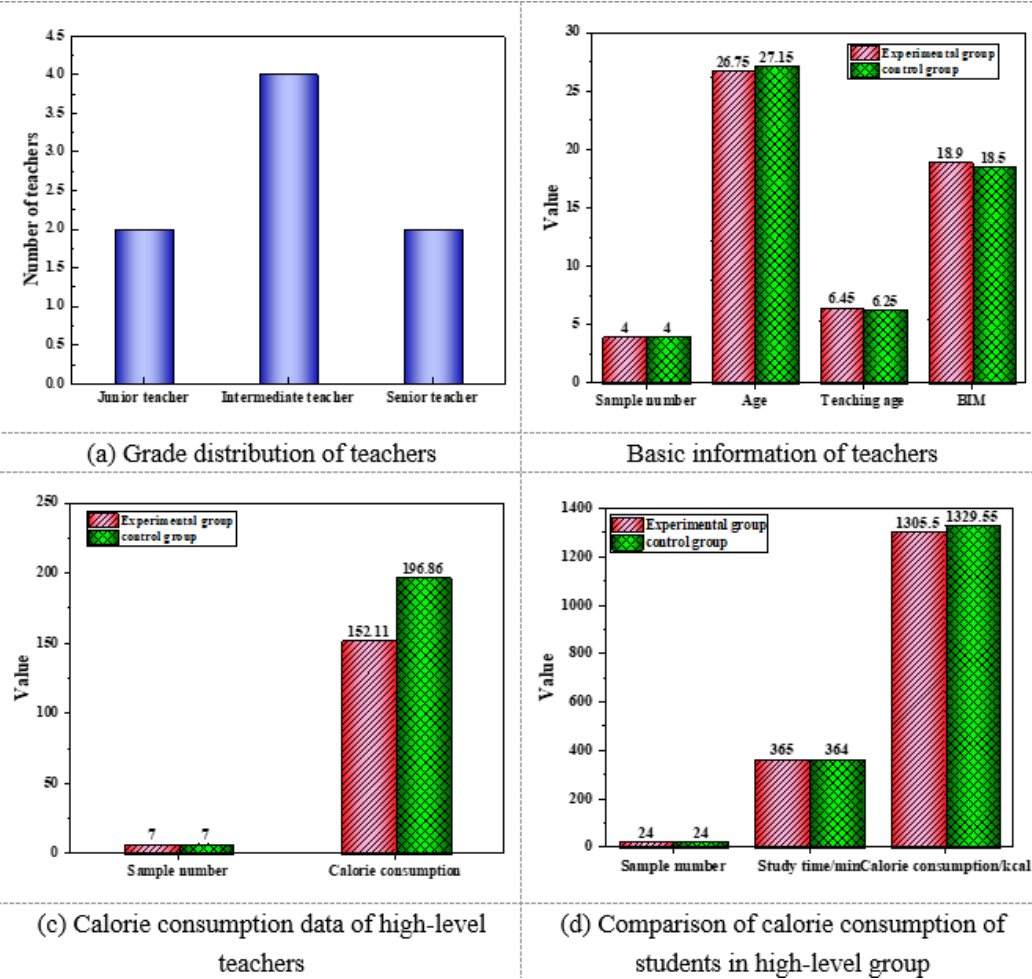 4.5
4.0
3.5
3.0
2.5
2.0
1.5
1.0
0.5
0.0
Number of teachers
Junior teacher Intermediate teacher Senior teacher
(a) Grade distribution of teachers
30
25
20
15
10
5
0
Value
Experimental group
control group
4 4 26.75 27.15 6.45 6.25 18.9 18.5
Sample number Age Teaching age BIM
Basic information of teachers
250
200
150
100
50
0
Value
Experimental group
control group
7 7 152.11 196.86
Sample number Calorie consumption
(c) Calorie consumption data of high-level
teachers
1400
1200
1000
800
600
400
200
0
Value
Experimental group
control group
24 24 365 364 1305.5 1329.55
Sample number Study time/min Calorie consumption/kcal
(d) Comparison of calorie consumption of
students in high-level group